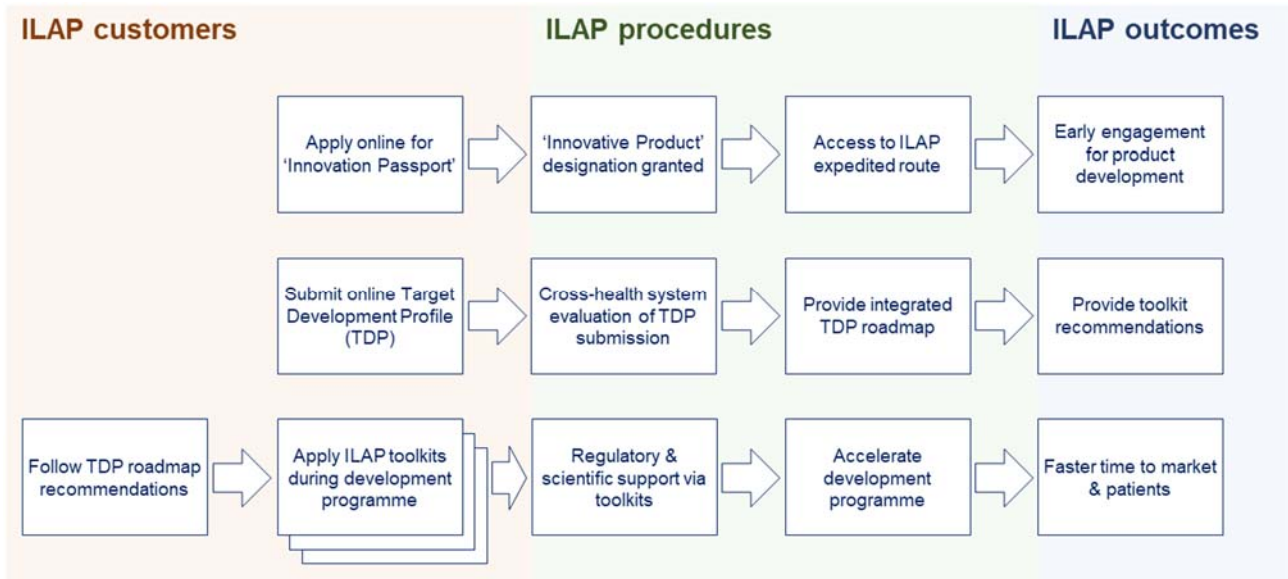 ILAP customers
ILAP procedures
ILAP outcomes
Apply online for
‘Innovation Passport’
‘Innovative Product’
designation granted
Access to ILAP
expedited route
Early engagement
for product
development
Submit online Target
Development Profile
(TDP)
Cross-health system
evaluation of TDP
submission
Provide integrated
TDP roadmap
Provide toolkit
recommendations
Follow TDP roadmap
recommendations
Apply ILAP toolkits
during development
programme
Regulatory &
scientific support via
toolkits
Accelerate
development
programme
Faster time to market
& patients